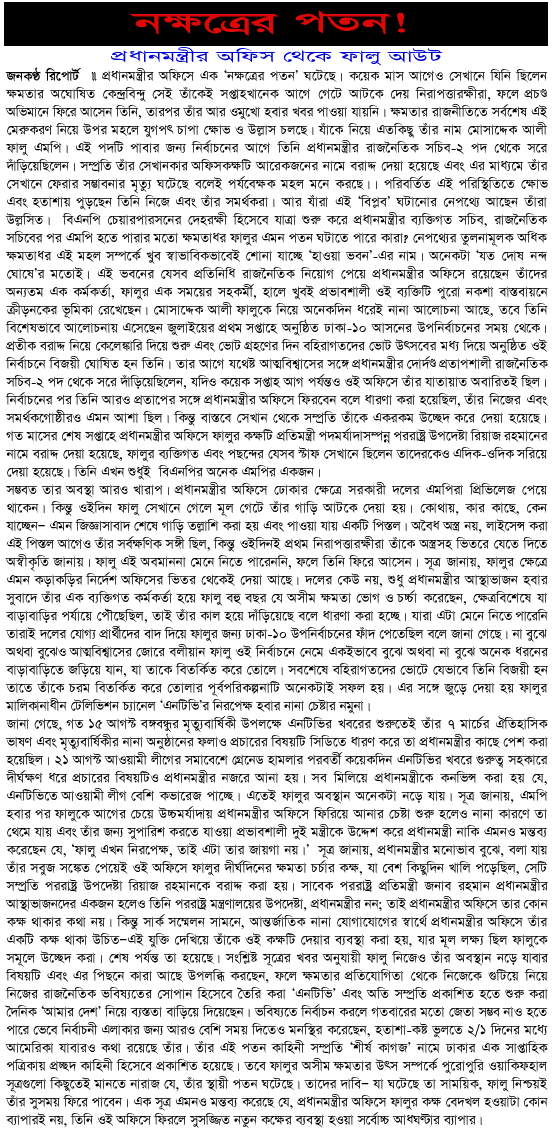 নক্ষত্রের পতন!
প্রধানমন্ত্রীর অফিস থেকে ফালু আউট
জনকণ্ঠ রিপোর্ট ॥ প্রধানমন্ত্রীর অফিসে এক ‘নক্ষত্রের পতন’ ঘটেছে। কয়েক মাস আগেও সেখানে যিনি ছিলেন
ক্ষমতার অঘোষিত কেন্দ্রবিন্দু সেই তাঁকেই সপ্তাহখানেক আগে গেটে আটকে দেয় নিরাপত্তারক্ষীরা, ফলে প্রচণ্ড
অভিমানে ফিরে আসেন তিনি, তারপর তাঁর আর ওমুখো হবার খবর পাওয়া যায়নি। ক্ষমতার রাজনীতিতে সর্বশেষ এই
মেরুকরণ নিয়ে উপর মহলে যুগপৎ চাপা ক্ষোভ ও উল্লাস চলছে। যাঁকে নিয়ে এতকিছু তাঁর নাম মোসাদ্দেক আলী
ফালু এমপি। এই পদটি পাবার জন্য নির্বাচনের আগে তিনি প্রধানমন্ত্রীর রাজনৈতিক সচিব-২ পদ থেকে সরে
দাঁড়িয়েছিলেন। সম্প্রতি তাঁর সেখানকার অফিসকক্ষটি আরেকজনের নামে বরাদ্দ দেয়া হয়েছে এবং এর মাধ্যমে তাঁর
সেখানে ফেরার সম্ভাবনার মৃত্যু ঘটেছে বলেই পর্যবেক্ষক মহল মনে করছে।। পরিবর্তিত এই পরিস্থিতিতে ক্ষোভ
এবং হতাশায় পুড়ছেন তিনি নিজে এবং তাঁর সমর্থকরা। আর যাঁরা এই ‘বিপ্লব’ ঘটানোর নেপথ্যে আছেন তাঁরা
উল্লসিত। বিএনপি চেয়ারপারসনের দেহরক্ষী হিসেবে যাত্রা শুরু করে প্রধানমন্ত্রীর ব্যক্তিগত সচিব, রাজনৈতিক
সচিবের পর এমপি হতে পারার মতো ক্ষমতাধর ফালুর এমন পতন ঘটাতে পারে কারা? নেপথ্যের তুলনামূলক অধিক
ক্ষমতাধর এই মহল সম্পর্কে খুব স্বাভাবিকভাবেই শোনা যাচ্ছে ‘হাওয়া ভবন’-এর নাম। অনেকটা ‘যত দোষ নন্দ
ঘোষে’র মতোই। এই ভবনের যেসব প্রতিনিধি রাজনৈতিক নিয়োগ পেয়ে প্রধানমন্ত্রীর অফিসে রয়েছেন তাঁদের
অন্যতম এক কর্মকর্তা, ফালুর এক সময়ের সহকর্মী, হালে খুবই প্রভাবশালী ওই ব্যক্তিটি পুরো নকশা বাস্তবায়নে
ক্রীড়নকের ভূমিকা রেখেছেন। মোসাদ্দেক আলী ফালুকে নিয়ে অনেকদিন ধরেই নানা আলোচনা আছে, তবে তিনি
বিশেষভাবে আলোচনায় এসেছেন জুলাইয়ের প্রথম সপ্তাহে অনুষ্ঠিত ঢাকা-১০ আসনের উপনির্বাচনের সময় থেকে।
প্রতীক বরাদ্দ নিয়ে কেলেঙ্কারি দিয়ে শুরু এবং ভোট গ্রহণের দিন বহিরাগতদের ভোট উৎসবের মধ্য দিয়ে অনুষ্ঠিত ওই
নির্বাচনে বিজয়ী ঘোষিত হন তিনি। তার আগে যথেষ্ট আত্মবিশ্বাসের সঙ্গে প্রধানমন্ত্রীর দোর্দণ্ড প্রতাপশালী রাজনৈতিক
সচিব-২ পদ থেকে সরে দাঁড়িয়েছিলেন, যদিও কয়েক সপ্তাহ আগ পর্যন্তও ওই অফিসে তাঁর যাতায়াত অবারিতই ছিল।
নির্বাচনের পর তিনি আরও প্রতাপের সঙ্গে প্রধানমন্ত্রীর অফিসে ফিরবেন বলে ধারণা করা হয়েছিল, তাঁর নিজের এবং
সমর্থকগোষ্ঠীরও এমন আশা ছিল। কিন্তু বাস্তবে সেখান থেকে সম্প্রতি তাঁকে একরকম উচ্ছেদ করে দেয়া হয়েছে।
গত মাসের শেষ সপ্তাহে প্রধানমন্ত্রীর অফিসে ফালুর কক্ষটি প্রতিমন্ত্রী পদমর্যাদাসম্পন্ন পররাষ্ট্র উপদেষ্টা রিয়াজ রহমানের
নামে বরাদ্দ দেয়া হয়েছে, ফালুর ব্যক্তিগত এবং পছন্দের যেসব স্টাফ সেখানে ছিলেন তাদেরকেও এদিক-ওদিক সরিয়ে
দেয়া হয়েছে। তিনি এখন শুধুই বিএনপির অনেক এমপির একজন।
সম্ভবত তার অবস্থা আরও খারাপ। প্রধানমন্ত্রীর অফিসে ঢোকার ক্ষেত্রে সরকারী দলের এমপিরা প্রিভিলেজ পেয়ে
থাকেন। কিন্তু ওইদিন ফালু সেখানে গেলে মূল গেটে তাঁর গাড়ি আটকে দেয়া হয়। কোথায়, কার কাছে, কেন
যাচ্ছেন– এমন জিজ্ঞাসাবাদ শেষে গাড়ি তল্লাশি করা হয় এবং পাওয়া যায় একটি পিস্তল। অবৈধ অস্ত্র নয়, লাইসেন্স করা
এই পিস্তল আগেও তাঁর সর্বক্ষণিক সঙ্গী ছিল, কিন্তু ওইদিনই প্রথম নিরাপত্তারক্ষীরা তাঁকে অস্ত্রসহ ভিতরে যেতে দিতে
অস্বীকৃতি জানায়। ফালু এই অবমাননা মেনে নিতে পারেননি, ফলে তিনি ফিরে আসেন। সূত্র জানায়, ফালুর ক্ষেত্রে
এমন কড়াকড়ির নির্দেশ অফিসের ভিতর থেকেই দেয়া আছে। দলের কেউ নয়, শুধু প্রধানমন্ত্রীর আস্থাভাজন হবার
সুবাদে তাঁর এক ব্যক্তিগত কর্মকর্তা হয়ে ফালু বহু বছর যে অসীম ক্ষমতা ভোগ ও চর্চা করেছেন, ক্ষেত্রবিশেষে যা
বাড়াবাড়ির পর্যায়ে পৌঁছেছিল, তাই তাঁর কাল হয়ে দাঁড়িয়েছে বলে ধারণা করা হচ্ছে। যারা এটা মেনে নিতে পারেনি
তারাই দলের যোগ্য প্রার্থীদের বাদ দিয়ে ফালুর জন্য ঢাকা-১০ উপনির্বাচনের ফাঁদ পেতেছিল বলে জানা গেছে। না বুঝে
অথবা বুঝেও আত্মবিশ্বাসের জোরে বলীয়ান ফালু ওই নির্বাচনে নেমে একইভাবে বুঝে অথবা না বুঝে অনেক ধরনের
বাড়াবাড়িতে জড়িয়ে যান, যা তাকে বিতর্কিত করে তোলে। সবশেষে বহিরাগতদের ভোটে যেভাবে তিনি বিজয়ী হন
তাতে তাঁকে চরম বিতর্কিত করে তোলার পূর্বপরিকল্পনাটি অনেকটাই সফল হয়। এর সঙ্গে জুড়ে দেয়া হয় ফালুর
মালিকানাধীন টেলিভিশন চ্যানেল ‘এনটিভি’র নিরপেক্ষ হবার নানা চেষ্টার নমুনা।
জানা গেছে, গত ১৫ আগস্ট বঙ্গবন্ধুর মৃত্যুবার্ষিকী উপলক্ষে এনটিভির খবরের শুরুতেই তাঁর ৭ মার্চের ঐতিহাসিক
ভাষণ এবং মৃত্যুবার্ষিকীর নানা অনুষ্ঠানের ফলাও প্রচারের বিষয়টি সিডিতে ধারণ করে তা প্রধানমন্ত্রীর কাছে পেশ করা
হয়েছিল। ২১ আগস্ট আওয়ামী লীগের সমাবেশে গ্রেনেড হামলার পরবর্তী কয়েকদিন এনটিভির খবরে গুরুত্ব সহকারে
দীর্ঘক্ষণ ধরে প্রচারের বিষয়টিও প্রধানমন্ত্রীর নজরে আনা হয়। সব মিলিয়ে প্রধানমন্ত্রীকে কনভিন্স করা হয় যে,
এনটিভিতে আওয়ামী লীগ বেশি কভারেজ পাচ্ছে। এতেই ফালুর অবস্থান অনেকটা নড়ে যায়। সূত্র জানায়, এমপি
হবার পর ফালুকে আগের চেয়ে উচ্চমর্যাদায় প্রধানমন্ত্রীর অফিসে ফিরিয়ে আনার চেষ্টা শুরু হলেও নানা কারণে তা
থেমে যায় এবং তাঁর জন্য সুপারিশ করতে যাওয়া প্রভাবশালী দুই মন্ত্রীকে উদ্দেশ করে প্রধানমন্ত্রী নাকি এমনও মন্তব্য
করেছেন যে, ‘ফালু এখন নিরপেক্ষ, তাই এটা তার জায়গা নয়।’ সূত্র জানায়, প্রধানমন্ত্রীর মনোভাব বুঝে, বলা যায়
তাঁর সবুজ সঙ্কেত পেয়েই ওই অফিসে ফালুর দীর্ঘদিনের ক্ষমতা চর্চার কক্ষ, যা বেশ কিছুদিন খালি পড়েছিল, সেটি
সম্প্রতি পররাষ্ট্র উপদেষ্টা রিয়াজ রহমানকে বরাদ্দ করা হয়। সাবেক পররাষ্ট্র প্রতিমন্ত্রী জনাব রহমান প্রধানমন্ত্রীর
আস্থাভাজনদের একজন হলেও তিনি পররাষ্ট্র মন্ত্রণালয়ের উপদেষ্টা, প্রধানমন্ত্রীর নন; তাই প্রধানমন্ত্রীর অফিসে তার কোন
কক্ষ থাকার কথা নয়। কিন্তু সার্ক সম্মেলন সামনে, আন্তর্জাতিক নানা যোগাযোগের স্বার্থে প্রধানমন্ত্রীর অফিসে তাঁর
একটি কক্ষ থাকা উচিত–এই যুক্তি দেখিয়ে তাঁকে ওই কক্ষটি দেয়ার ব্যবস্থা করা হয়, যার মূল লক্ষ্য ছিল ফালুকে
সমূলে উচ্ছেদ করা। শেষ পর্যন্ত তা হয়েছে। সংশ্লিষ্ট সূত্রের খবর অনুযায়ী ফালু নিজেও তাঁর অবস্থান নড়ে যাবার
বিষয়টি এবং এর পিছনে কারা আছে উপলব্ধি করছেন, ফলে ক্ষমতার প্রতিযোগিতা থেকে নিজেকে গুটিয়ে নিয়ে
নিজের রাজনৈতিক ভবিষ্যতের সোপান হিসেবে তৈরি করা ‘এনটিভি’ এবং অতি সম্প্রতি প্রকাশিত হতে শুরু করা
দৈনিক ‘আমার দেশ’ নিয়ে ব্যস্ততা বাড়িয়ে দিয়েছেন। ভবিষ্যতে নির্বাচন করলে গতবারের মতো জেতা সম্ভব নাও হতে
পারে ভেবে নির্বাচনী এলাকার জন্য আরও বেশি সময় দিতেও মনস্থির করেছেন, হতাশা-কষ্ট ভুলতে ২/১ দিনের মধ্যে
আমেরিকা যাবারও কথা রয়েছে তাঁর। তাঁর এই পতন কাহিনী সম্প্রতি ‘শীর্ষ কাগজ’ নামে ঢাকার এক সাপ্তাহিক
পত্রিকায় প্রচ্ছদ কাহিনী হিসেবে প্রকাশিত হয়েছে। তবে ফালুর অসীম ক্ষমতার উৎস সম্পর্কে পুরোপুরি ওয়াকিফহাল
সূত্রগুলো কিছুতেই মানতে নারাজ যে, তাঁর স্থায়ী পতন ঘটেছে। তাদের দাবি– যা ঘটেছে তা সাময়িক, ফালু নিশ্চয়ই
তাঁর সুসময় ফিরে পাবেন। এক সূত্র এমনও মন্তব্য করেছে যে, প্রধানমন্ত্রীর অফিসে ফালুর কক্ষ বেদখল হওয়াটা কোন
ব্যাপারই নয়, তিনি ওই অফিসে ফিরলে সুসজ্জিত নতুন কক্ষের ব্যবস্থা হওয়া সর্বোচ্চ আধঘণ্টার ব্যাপার।